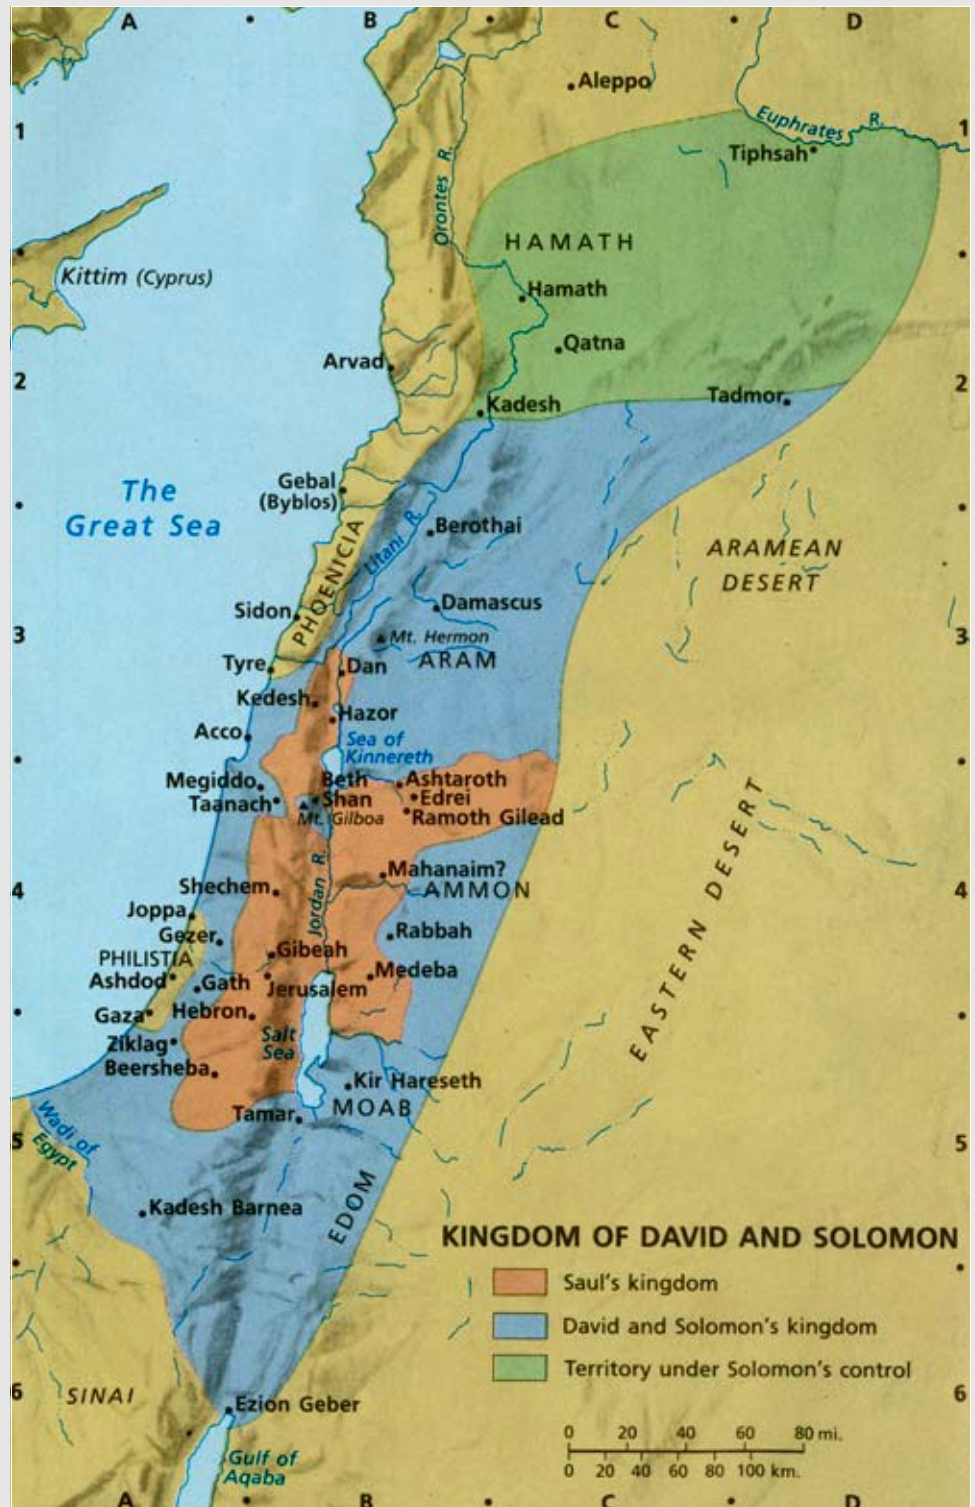 A B C D
1
1
Aleppo
Euphrates R.
Tiphsah
Orontes R.
HAMATH
Kittim (Cyprus)
Hamath
Qatna
Arvad
2
2
Kadesh
Tadmor
Gebal
(Byblos)
The
Great Sea
Berothai
Litani R.
PHOENICIA
ARAMEAN
DESERT
Damascus
Sidon
3
3
Mt. Hermon
ARAM
Tyre
Dan
Kedesh
Hazor
Acco
Sea of
Kinnereth
Megiddo
Beth
Shan
Ashtaroth
Taanach
Edrei
Mt. Gilboa
Ramoth Gilead
EASTERN DESERT
Mahanaim?
Shechem
AMMON
4
4
Jordan R.
Joppa
Gezer
Rabbah
Gibeah
PHILISTIA
Ashdod
Gath
Jerusalem
Medeba
Gaza
Hebron
Salt
Sea
Ziklag
Beersheba
Kir Hareseth
MOAB
Tamar
Wadi of
Egypt
5
5
EDOM
Kadesh Barnea
KINGDOM OF DAVID AND SOLOMON
Saul's kingdom
David and Solomon's kingdom
Territory under Solomon's control
6
6
SINAI
Ezion Geber
0 20 40 60 80 mi.
0 20 40 60 80 100 km.
Gulf of
Aqaba
A B C D